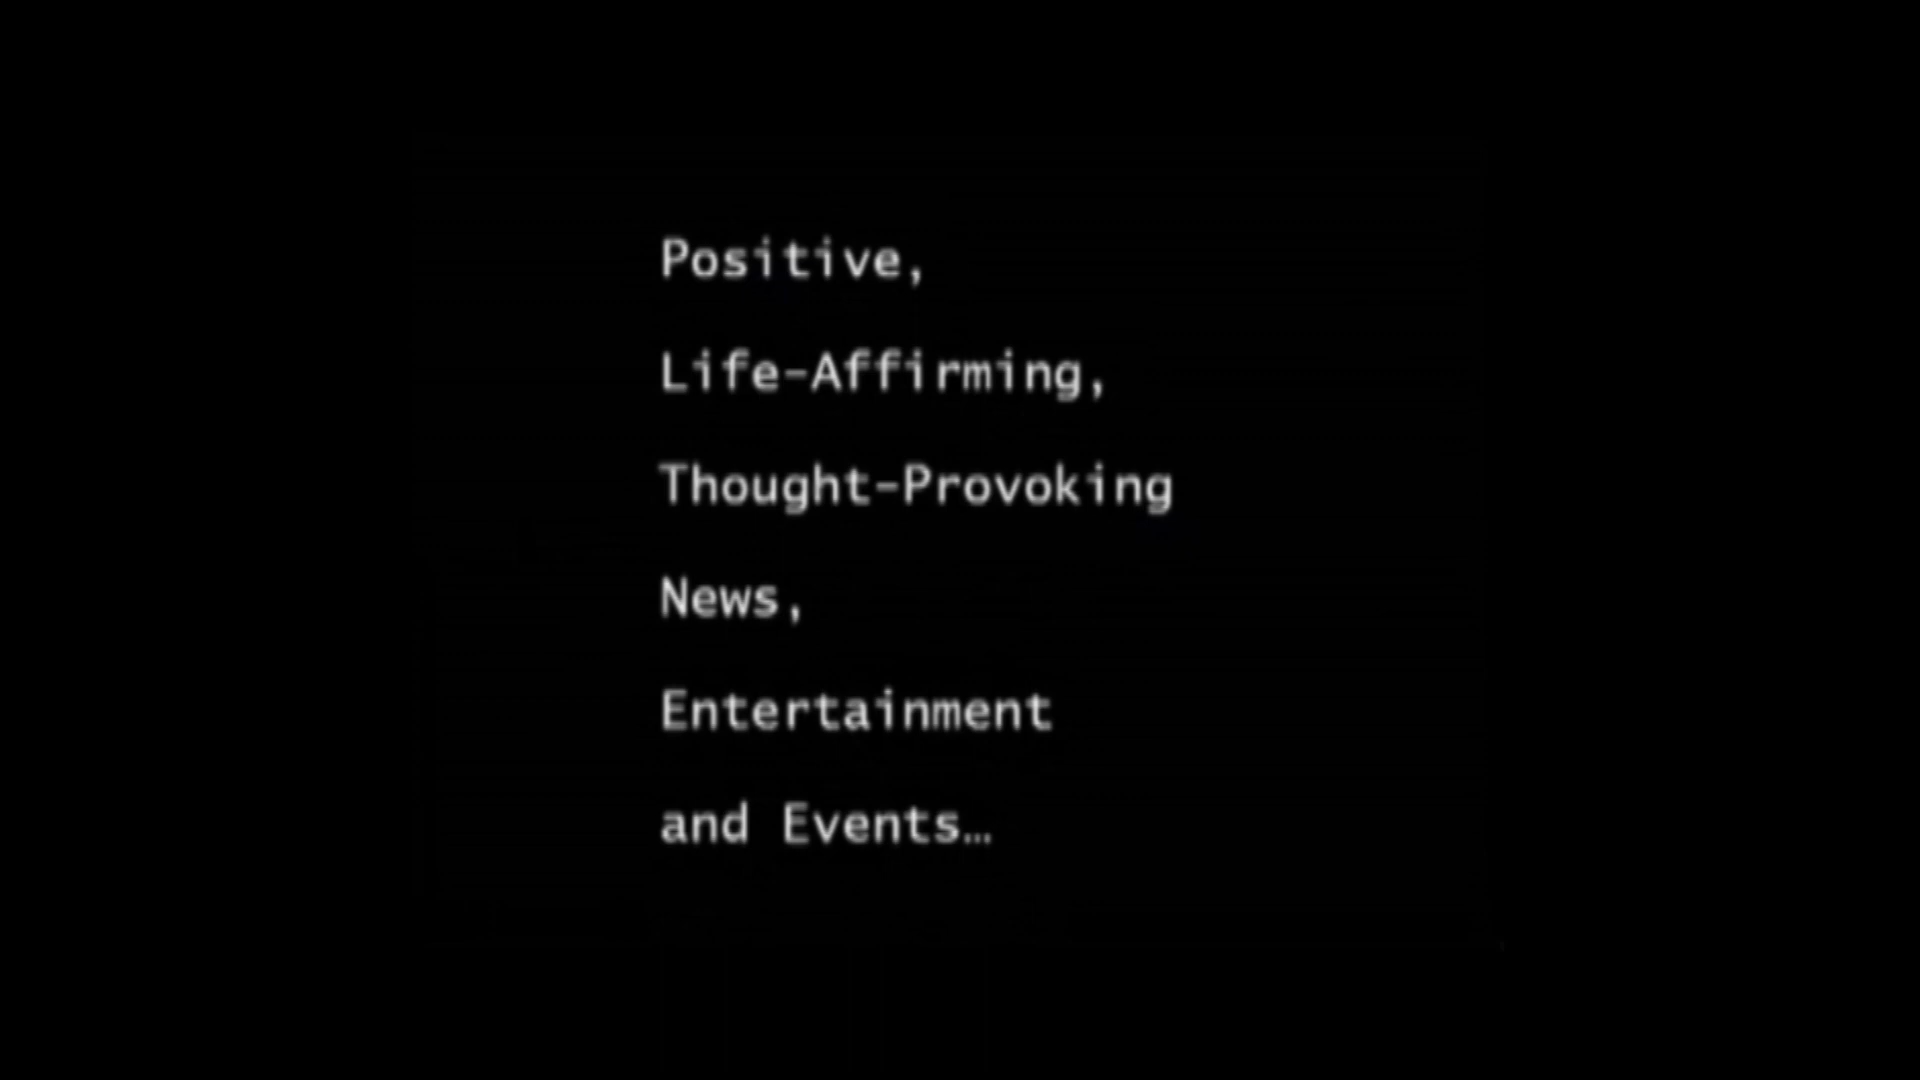 Positive,
Life-Affirming,
Thought-Provoking
News,
Entertainment
and Events…